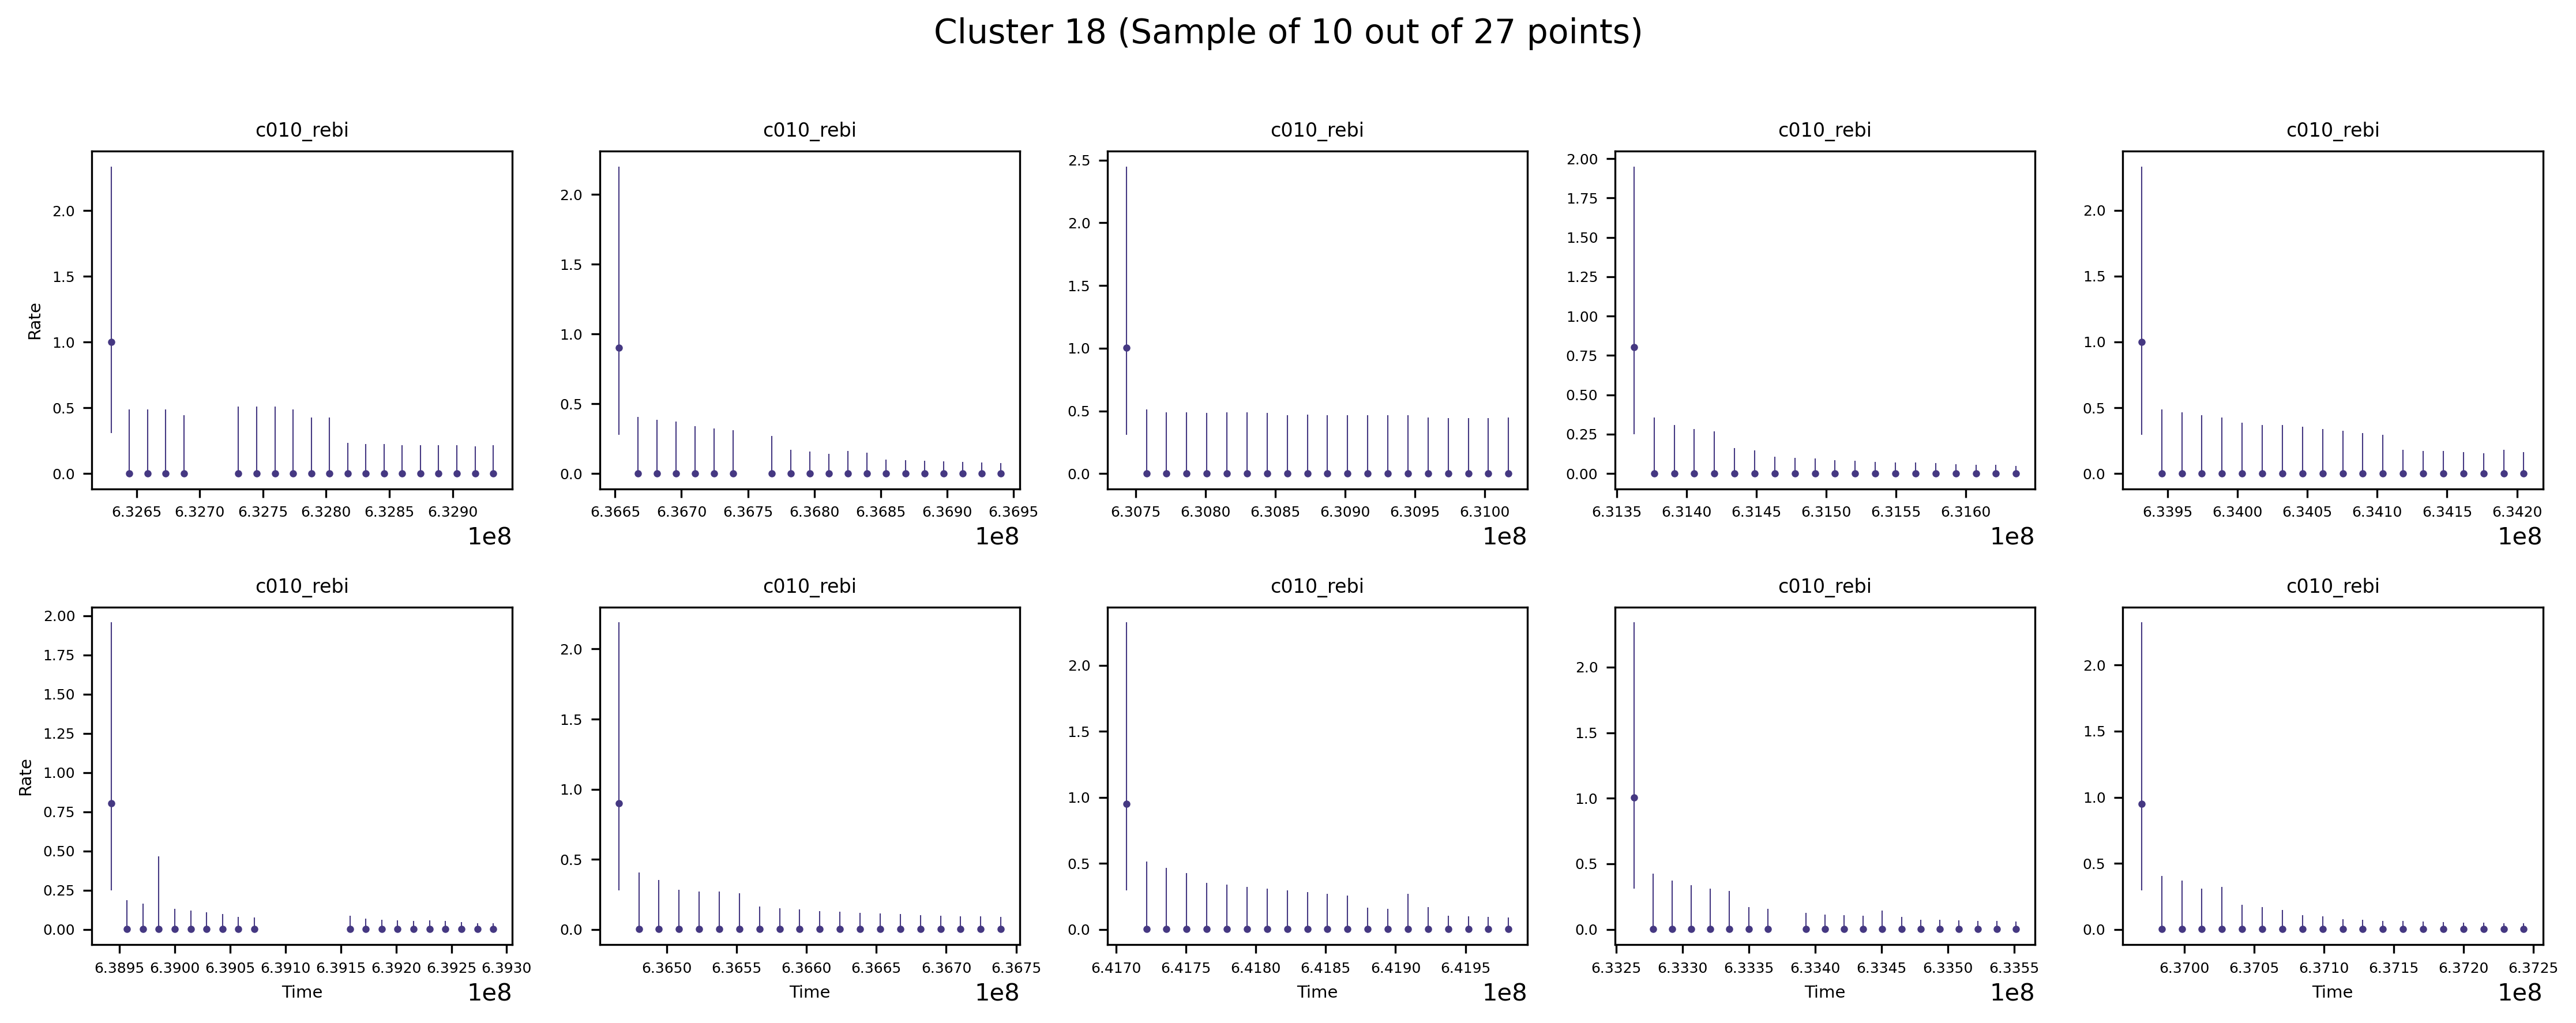 Cluster 18 (Sample of 10 out of 27 points)
c010_rebi c010_rebi c010_rebi c010_rebi c010_rebi
Rate
2.0
1.5
1.0
0.5
0.0
6.3265 6.3270 6.3275 6.3280 6.3285 6.3290
1e8
2.0
1.5
1.0
0.5
0.0
6.3665 6.3670 6.3675 6.3680 6.3685 6.3690 6.3695
1e8
2.5
2.0
1.5
1.0
0.5
0.0
6.3075 6.3080 6.3085 6.3090 6.3095 6.3100
1e8
2.00
1.75
1.50
1.25
1.00
0.75
0.50
0.25
0.00
6.3135 6.3140 6.3145 6.3150 6.3155 6.3160
1e8
2.0
1.5
1.0
0.5
0.0
6.3395 6.3400 6.3405 6.3410 6.3415 6.3420
1e8
c010_rebi c010_rebi c010_rebi c010_rebi c010_rebi
Rate
2.00
1.75
1.50
1.25
1.00
0.75
0.50
0.25
0.00
6.3895 6.3900 6.3905 6.3910 6.3915 6.3920 6.3925 6.3930
Time 1e8
2.0
1.5
1.0
0.5
0.0
6.3650 6.3655 6.3660 6.3665 6.3670 6.3675
Time 1e8
2.0
1.5
1.0
0.5
0.0
6.4170 6.4175 6.4180 6.4185 6.4190 6.4195
Time 1e8
2.0
1.5
1.0
0.5
0.0
6.3325 6.3330 6.3335 6.3340 6.3345 6.3350 6.3355
Time 1e8
2.0
1.5
1.0
0.5
0.0
6.3700 6.3705 6.3710 6.3715 6.3720 6.3725
Time 1e8